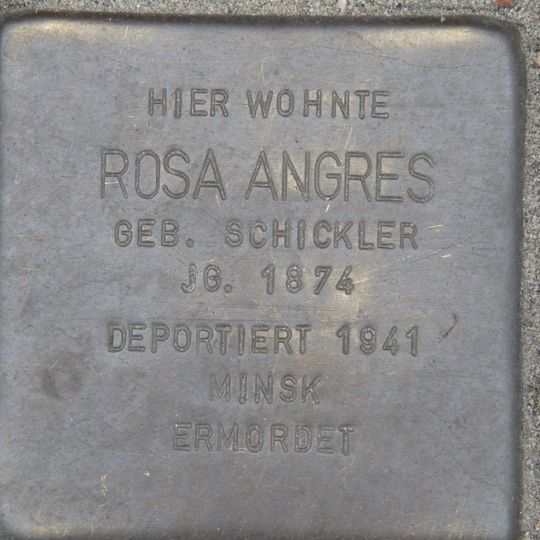 HIER WOHNTE
ROSA ANGRES
GEB. SCHICKLER
JG. 1874
DEPORTIERT 1941
MINSK
ERMORDET